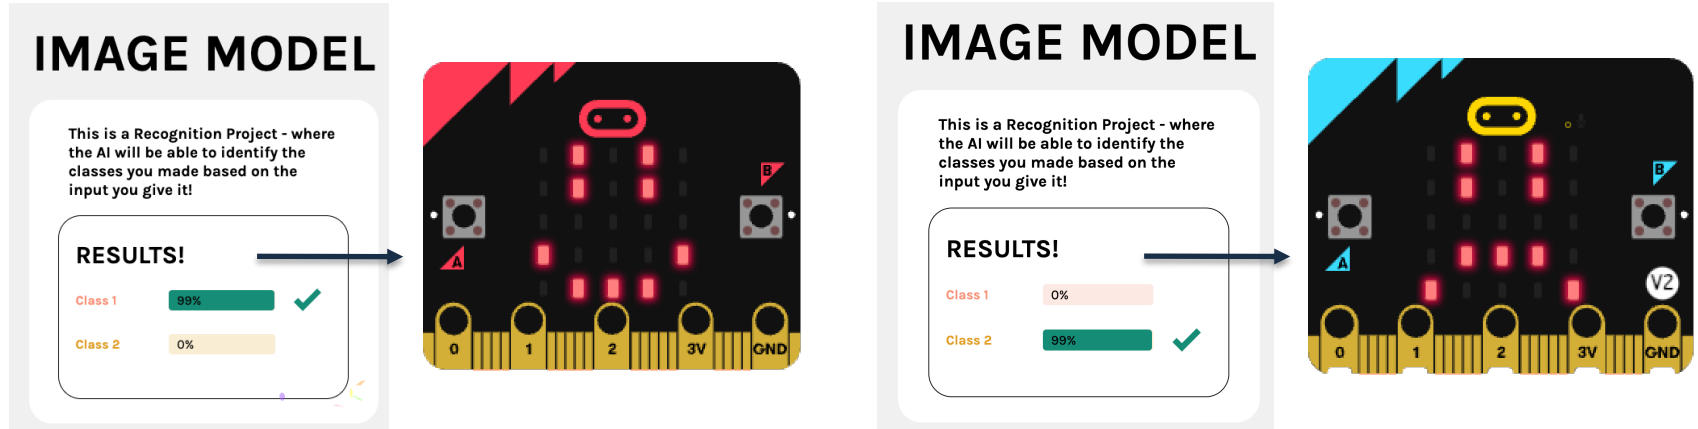 IMAGE MODEL
This is a Recognition Project - where
the AI will be able to identify the
classes you made based on the
input you give it!
RESULTS!
Class 1
99%
Class 2
0%
B
A
0
1
2
3V
GND
IMAGE MODEL
This is a Recognition Project - where
the AI will be able to identify the
classes you made based on the
input you give it!
RESULTS!
Class 1
0%
Class 2
99%
B
A
V2
0
1
2
3V
GND